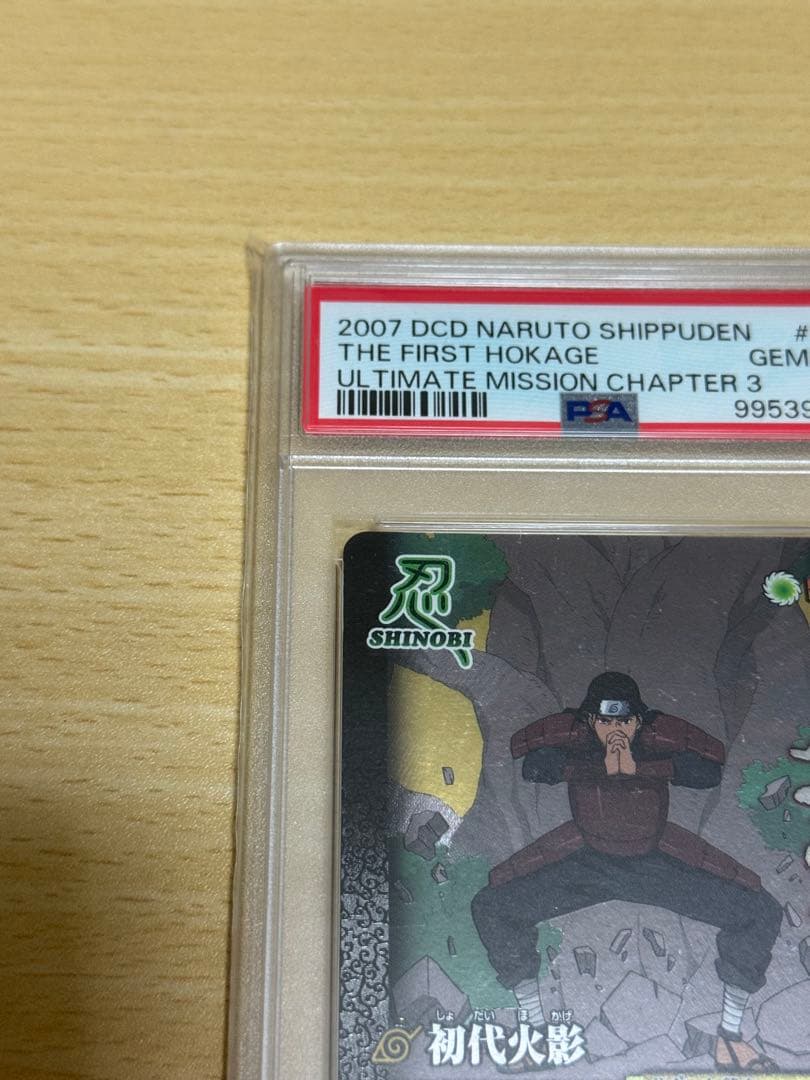 2007 DCD NARUTO SHIPPUDEN #
THE FIRST HOKAGE GEM
ULTIMATE MISSION CHAPTER 3
PSA 99539
忍
SHINOBI
しょ だい ほ かげ
初代火影